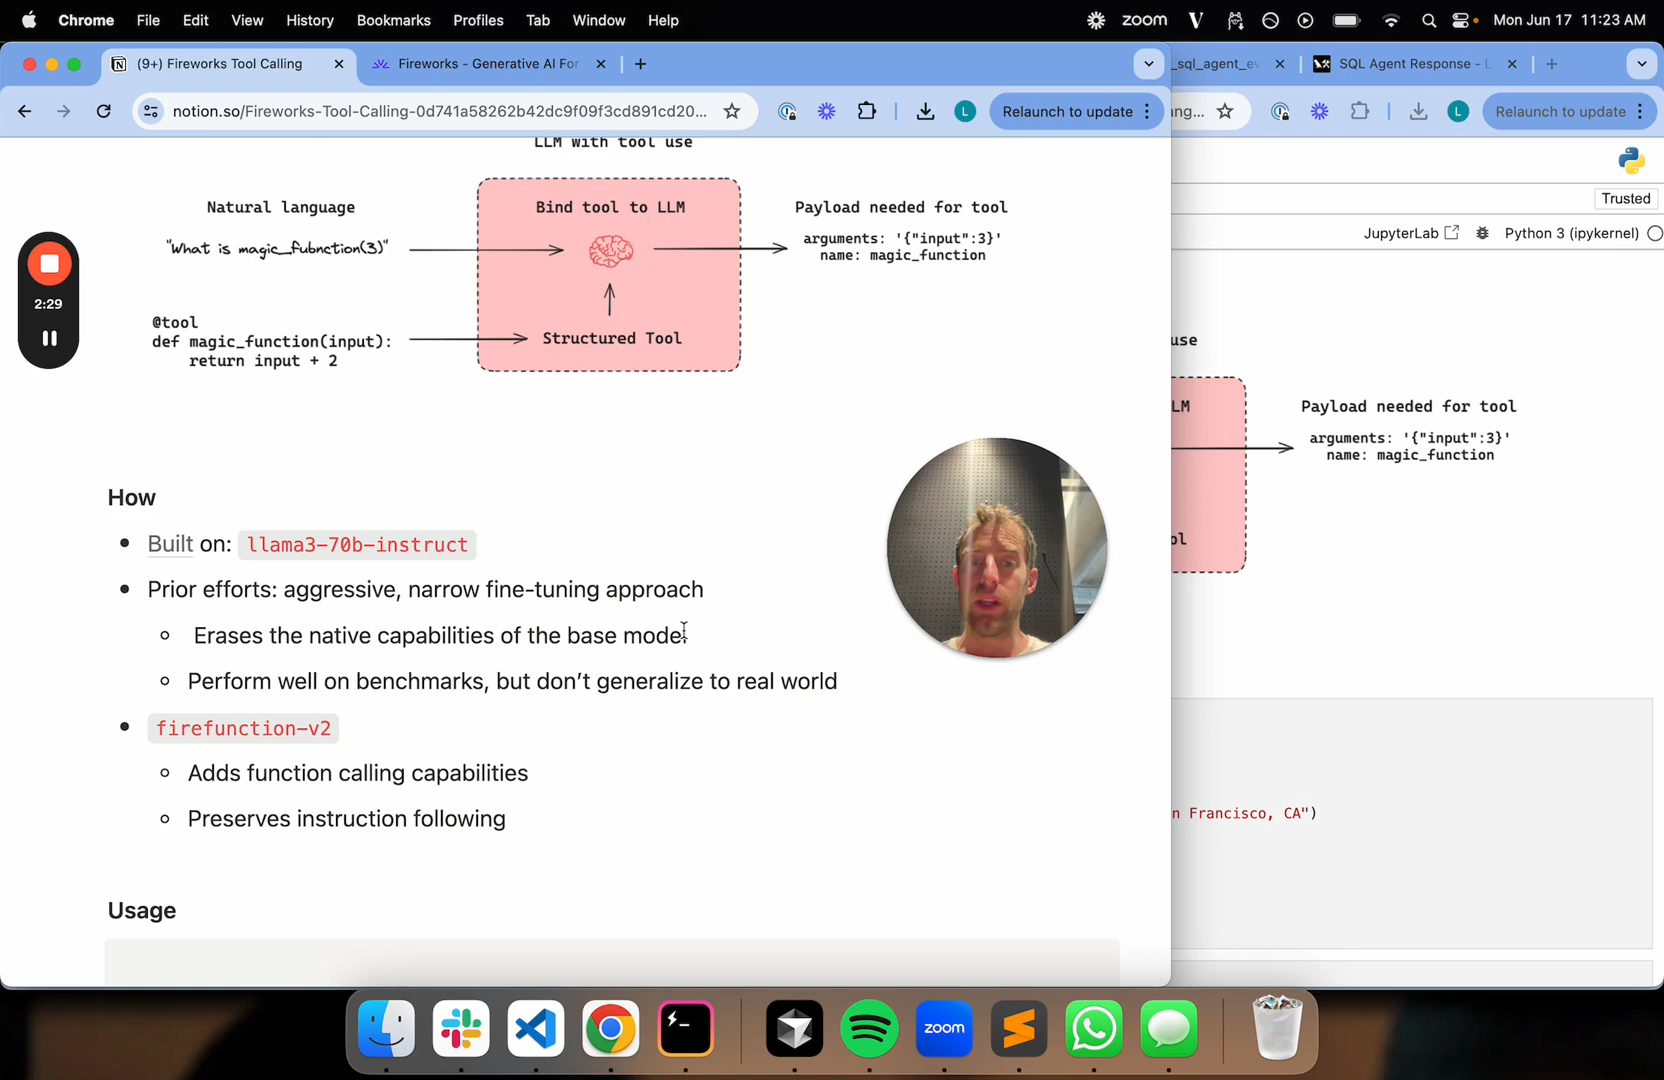 Chrome File Edit View History Bookmarks Profiles Tab Window Help zoom Mon Jun 17 11:23 AM
(9+) Fireworks Tool Calling
Fireworks - Generative AI For
_sql_agent_ev
SQL Agent Response - L
notion.so/Fireworks-Tool-Calling-0d741a58262b42dc9f09f3cd891cd20...
L
Relaunch to update
ang...
L
Relaunch to update
LLM with tool use
Natural language
Bind tool to LLM
Payload needed for tool
"What is magic_fubnction(3)"
arguments: '{"input":3}'
name: magic_function
@tool
def magic_function(input):
return input + 2
Structured Tool
2:29
Trusted
JupyterLab
Python 3 (ipykernel)
use
LM
Payload needed for tool
arguments: '{"input":3}'
name: magic_function
ol
How
Built on: llama3-70b-instruct
Prior efforts: aggressive, narrow fine-tuning approach
Erases the native capabilities of the base model
Perform well on benchmarks, but don’t generalize to real world
firefunction-v2
Adds function calling capabilities
Preserves instruction following
n Francisco, CA")
Usage
zoom